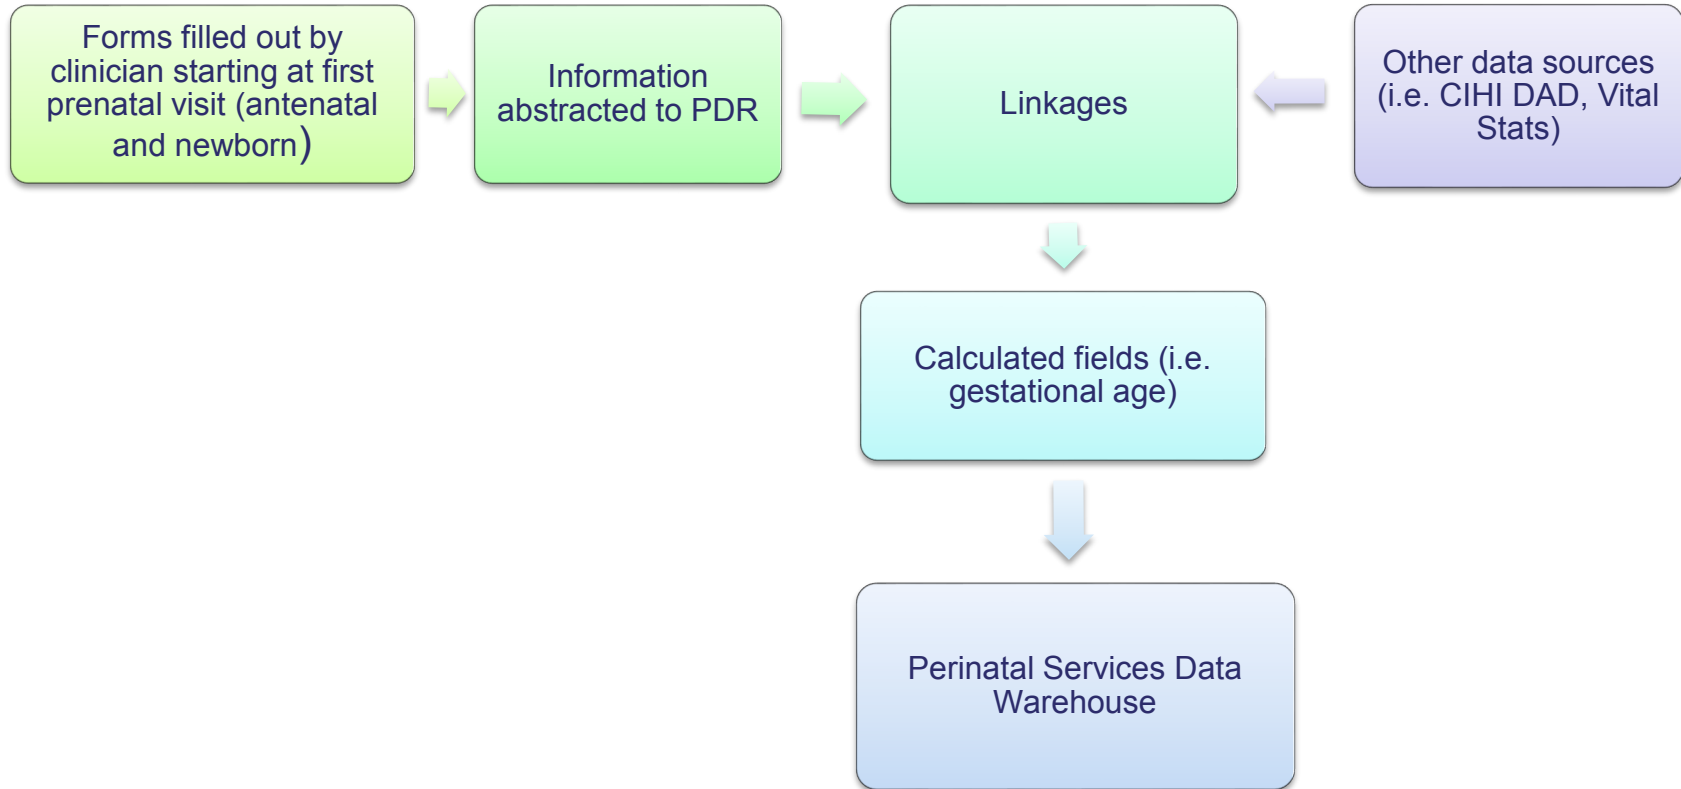 Forms filled out by
clinician starting at first
prenatal visit (antenatal
and newborn)
Information
abstracted to PDR
Linkages
Other data sources
(i.e. CIHI DAD, Vital
Stats)
Calculated fields (i.e.
gestational age)
Perinatal Services Data
Warehouse